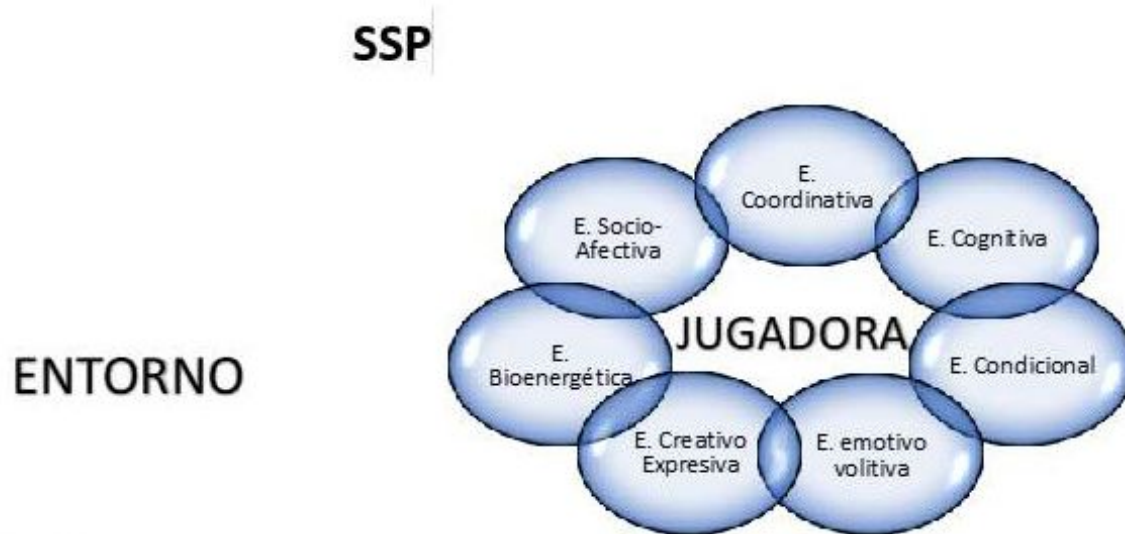 SSP
E.
Coordinativa
E. Socio-
Afectiva
E. Cognitiva
JUGADORA
ENTORNO
E.
Bioenergética
E. Condicional
E. Creativo
Expresiva
E. emotivo
volitiva